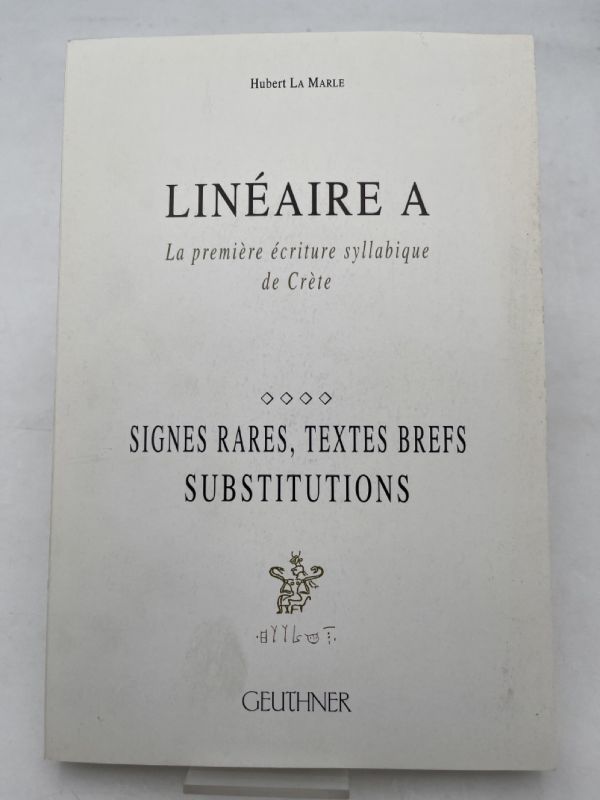 Hubert LA MARLE
LINÉAIRE A
La première écriture syllabique
de Crète
SIGNES RARES, TEXTES BREFS
SUBSTITUTIONS
GEUTHNER